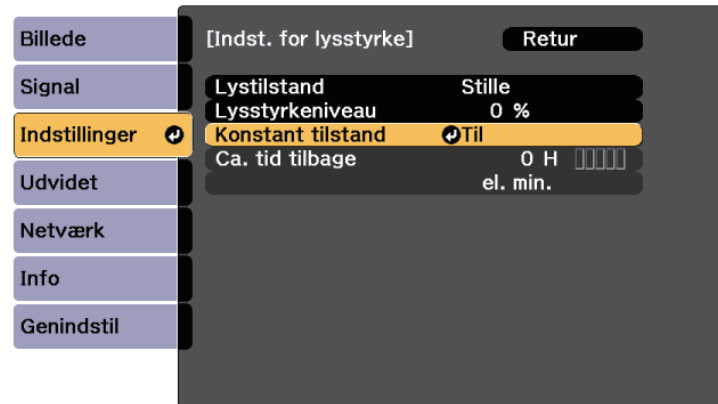 Billede
Signal
Indstillinger
Udvidet
Netværk
Info
Genindstil
[Indst. for lysstyrke] Retur
Lystilstand Stille
Lysstyrkeniveau 0 %
Konstant tilstand Til
Ca. tid tilbage 0 H
el. min.